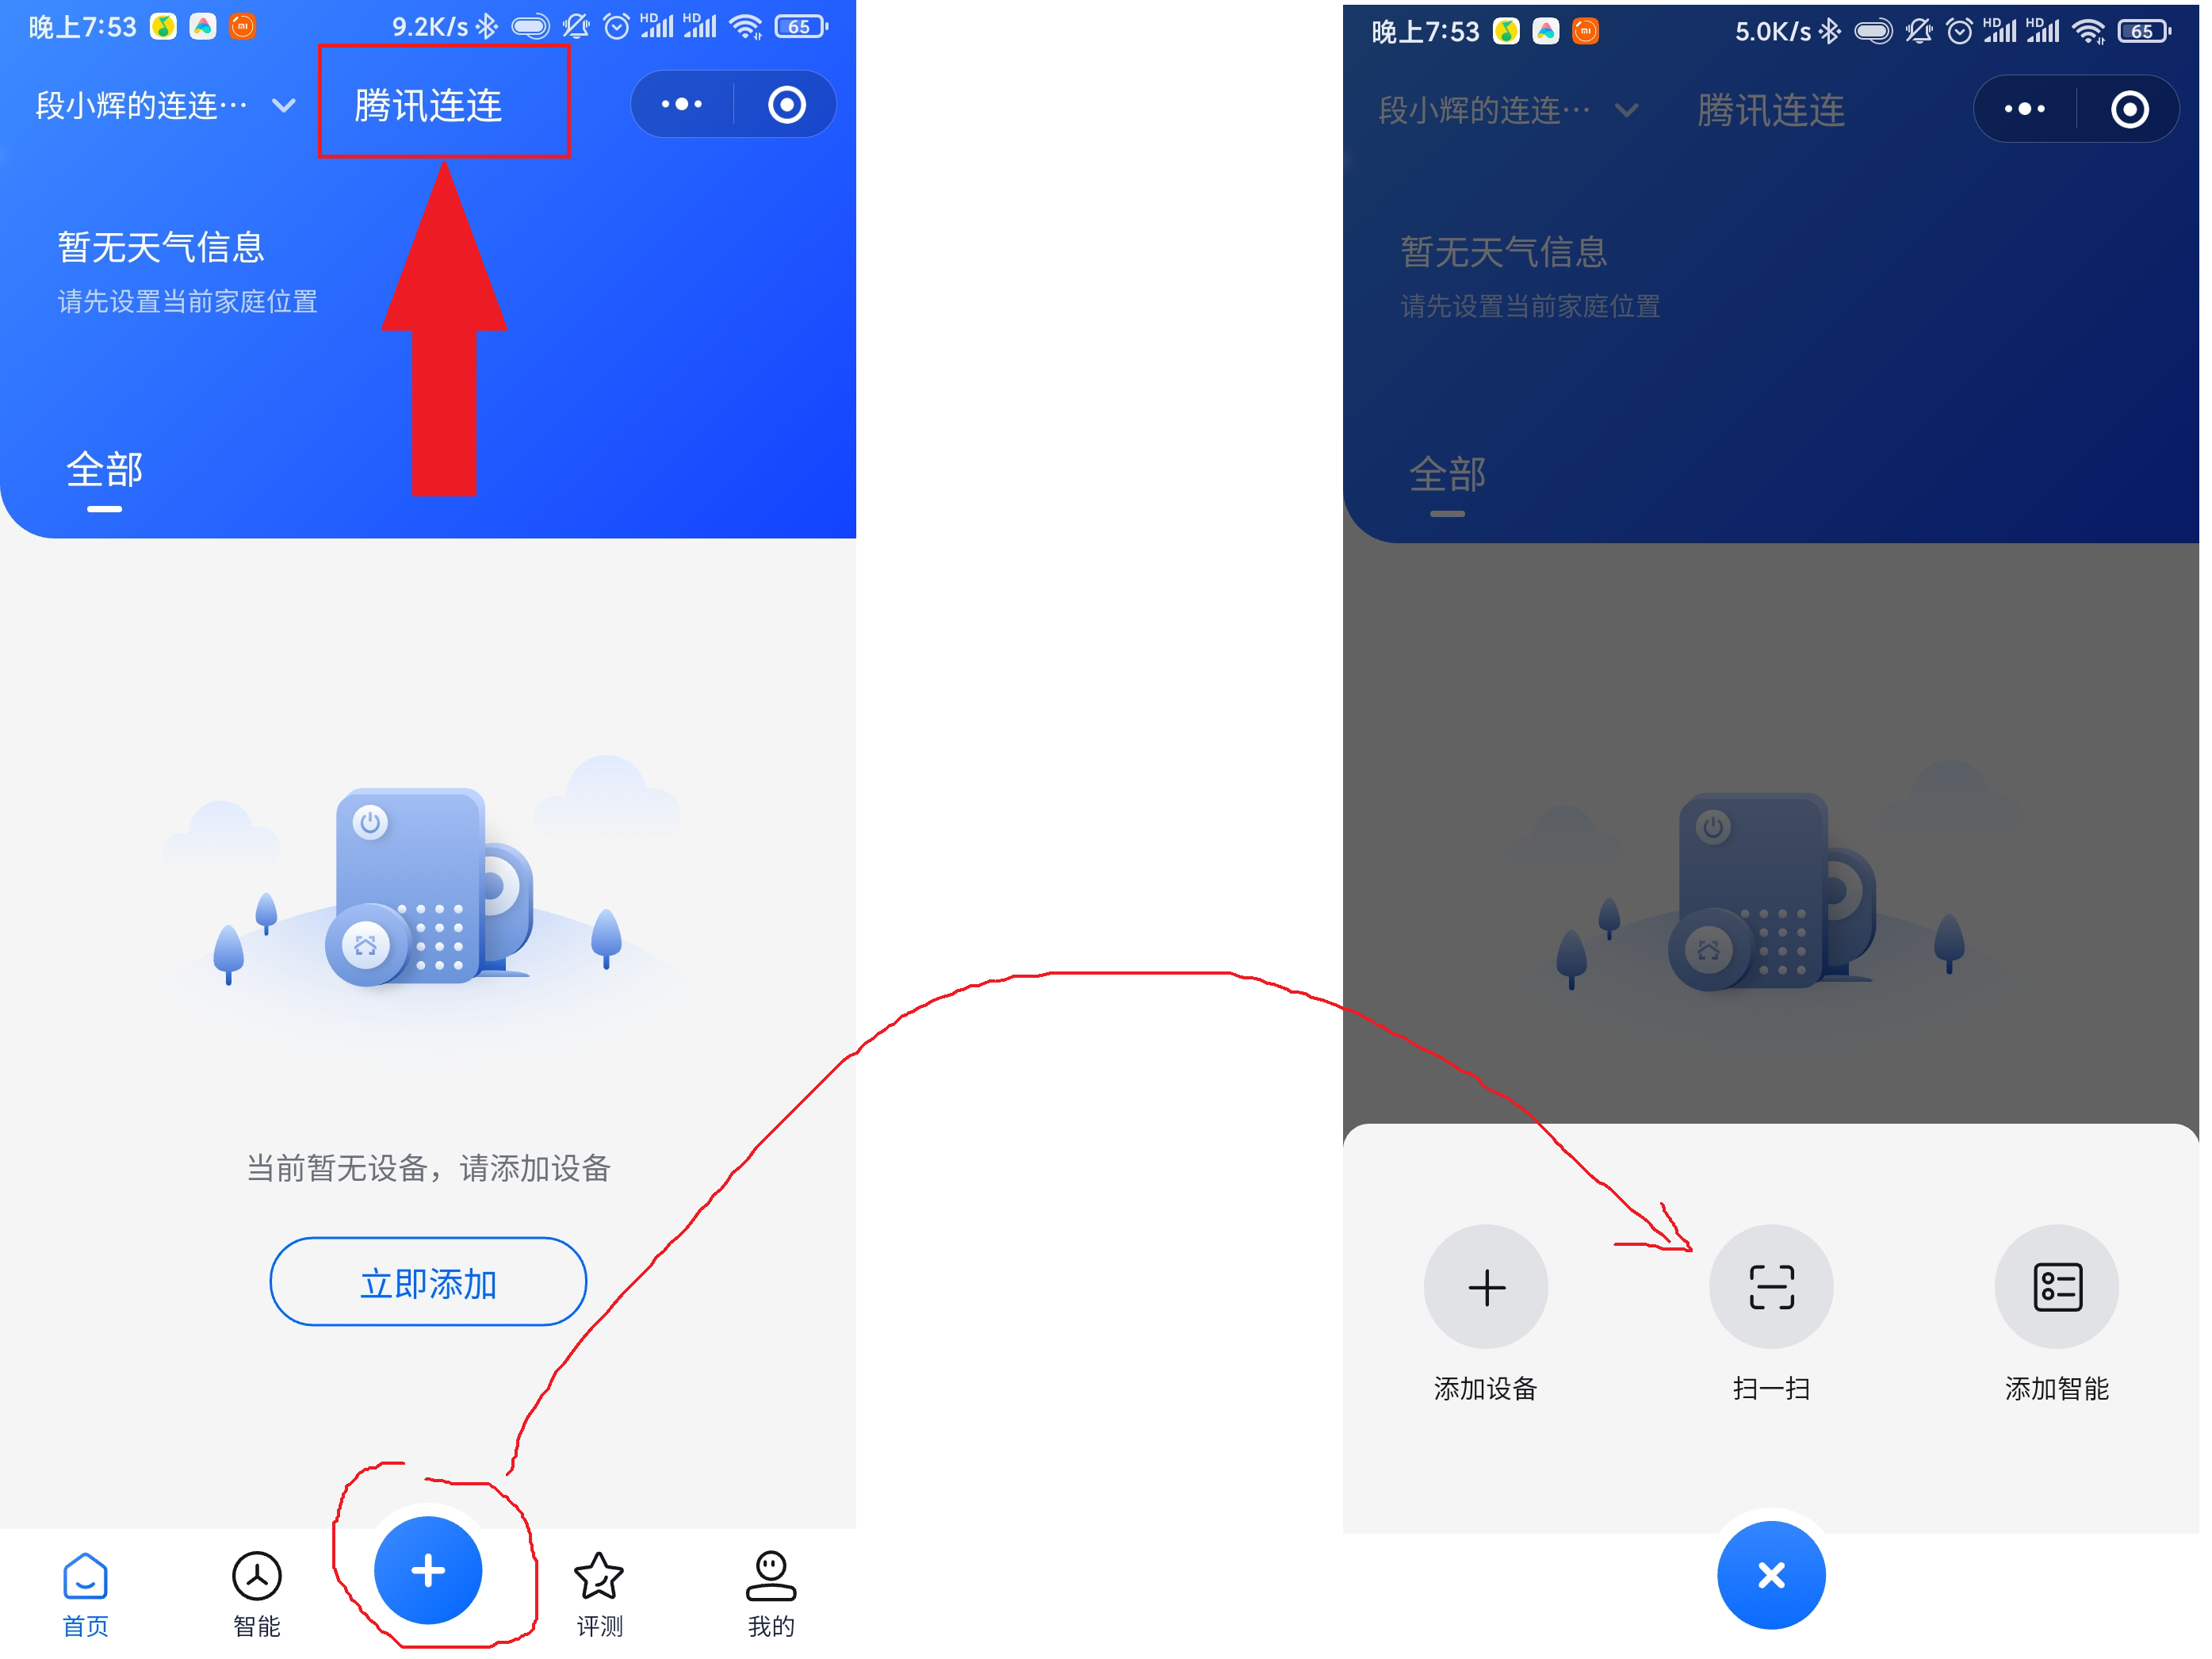 晚上7:53 9.2K/s HD HD 65
段小辉的连连… 腾讯连连
暂无天气信息
请先设置当前家庭位置
全部
当前暂无设备，请添加设备
立即添加
首页 智能 评测 我的
晚上7:53 5.0K/s HD HD 65
段小辉的连连… 腾讯连连
暂无天气信息
请先设置当前家庭位置
全部
添加设备 扫一扫 添加智能